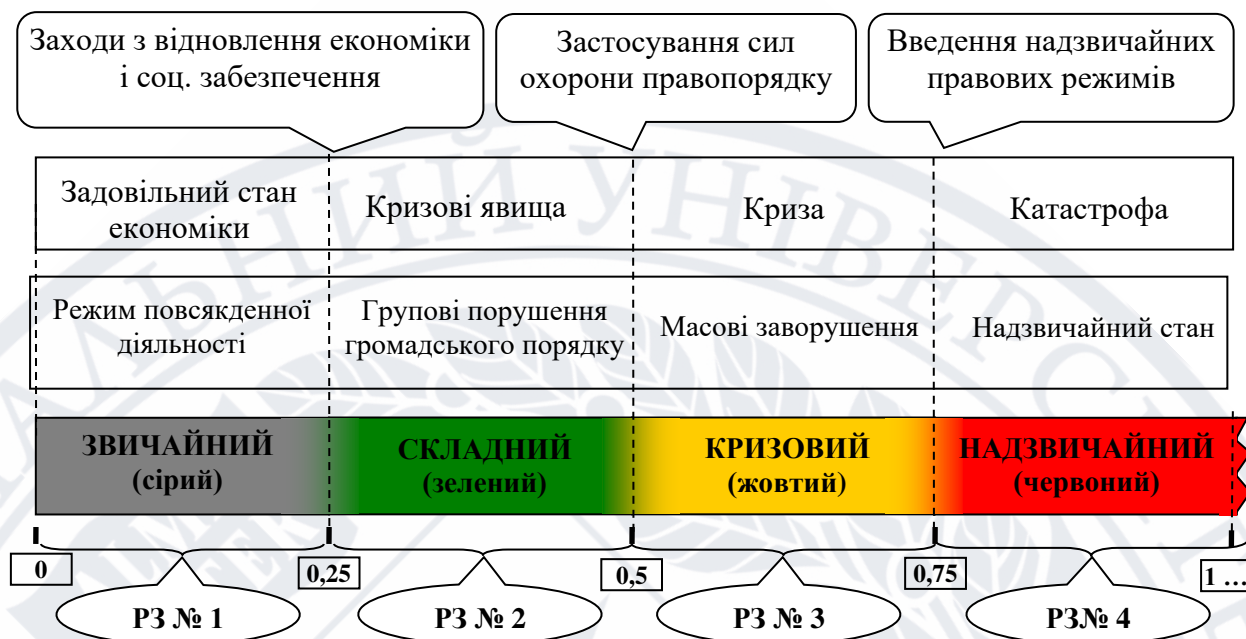 Заходи з відновлення економіки
і соц. забезпечення
Застосування сил
охорони правопорядку
Введення надзвичайних
правових режимів
Задовільний стан
економіки
Кризові явища
Криза
Катастрофа
Режим повсякденної
діяльності
Групові порушення
громадського порядку
Масові заворушення
Надзвичайний стан
ЗВИЧАЙНИЙ
(сірий)
СКЛАДНИЙ
(зелений)
КРИЗОВИЙ
(жовтий)
НАДЗВИЧАЙНИЙ
(червоний)
0
0,25
0,5
0,75
1 ...
РЗ № 1
РЗ № 2
РЗ № 3
РЗ№ 4